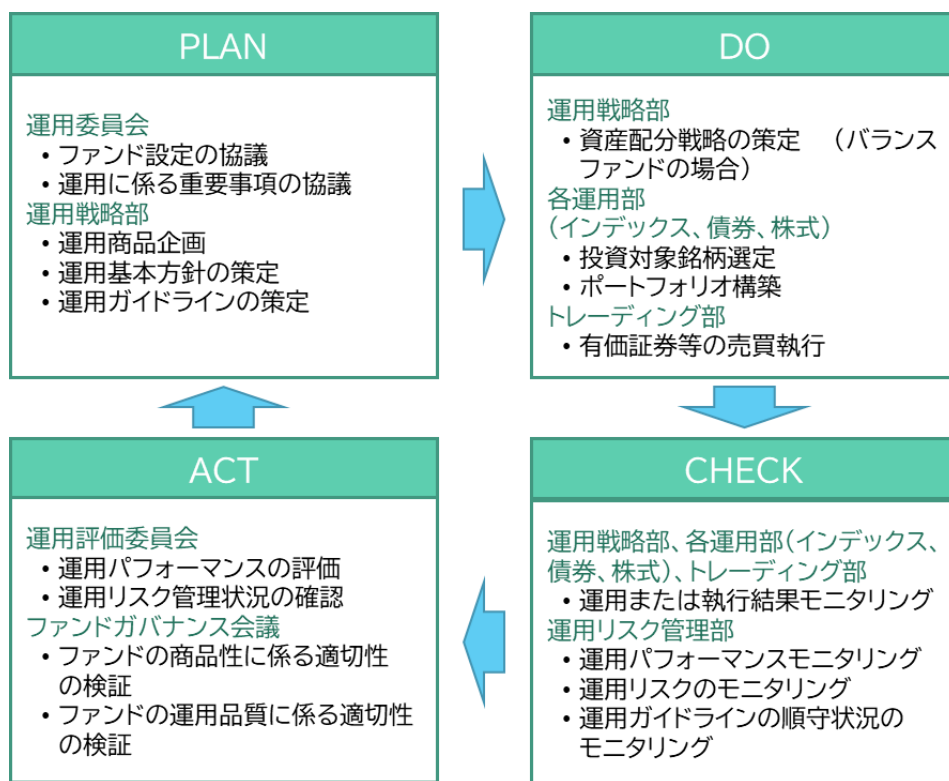 PLAN
運用委員会
・ファンド設定の協議
・運用に係る重要事項の協議
運用戦略部
・運用商品企画
・運用基本方針の策定
・運用ガイドラインの策定
DO
運用戦略部
・資産配分戦略の策定　（バランス
ファンドの場合）
各運用部
（インデックス、債券、株式）
・投資対象銘柄選定
・ポートフォリオ構築
トレーディング部
・有価証券等の売買執行
CHECK
運用戦略部、各運用部（インデックス、
債券、株式）、トレーディング部
・運用または執行結果モニタリング
運用リスク管理部
・運用パフォーマンスモニタリング
・運用リスクのモニタリング
・運用ガイドラインの順守状況の
モニタリング
ACT
運用評価委員会
・運用パフォーマンスの評価
・運用リスク管理状況の確認
ファンドガバナンス会議
・ファンドの商品性に係る適切性
の検証
・ファンドの運用品質に係る適切性
の検証